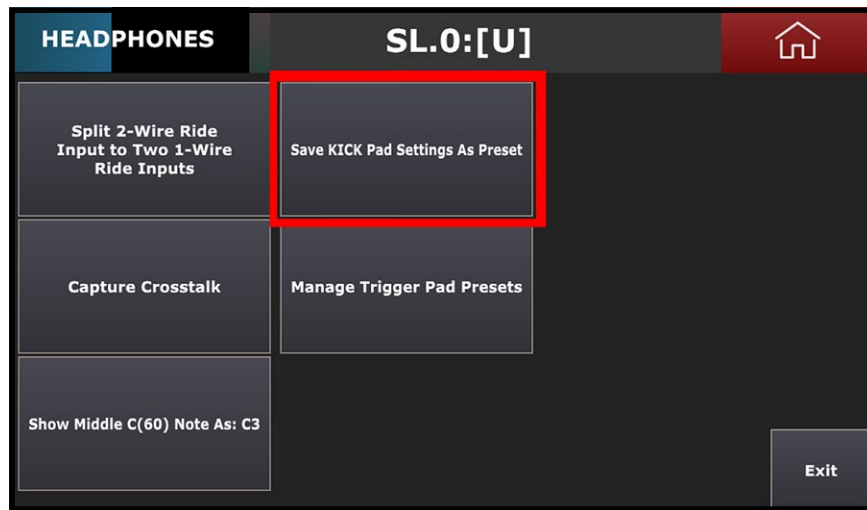 HEADPHONES
SL.0:[U]
Split 2-Wire Ride
Input to Two 1-Wire
Ride Inputs
Save KICK Pad Settings As Preset
Capture Crosstalk
Manage Trigger Pad Presets
Show Middle C(60) Note As: C3
Exit